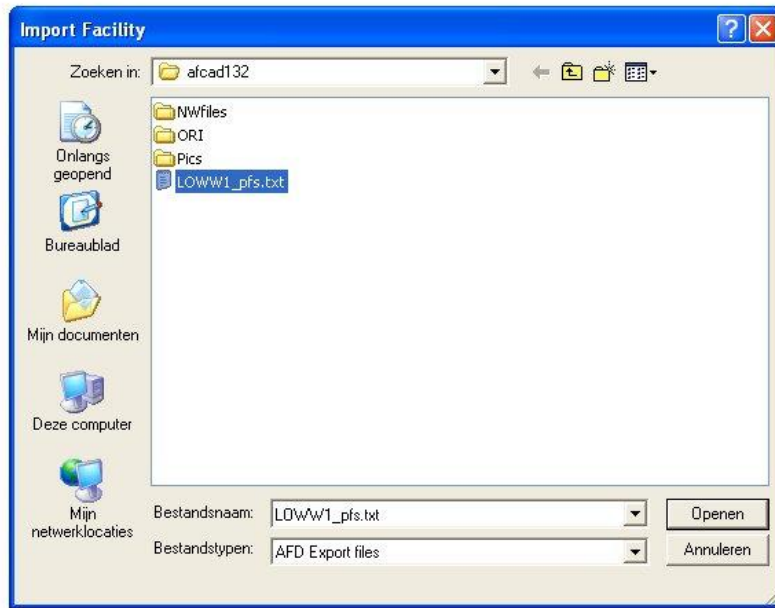 Import Facility
Zoeken in: afcad132
NWfiles
ORI
Pics
LOWW1_pfs.txt
Onlangs
geopend
Bureaublad
Mijn documenten
Deze computer
Mijn
netwerklocaties
Bestandsnaam: LOWW1_pfs.txt Openen
Bestandstypen: AFD Export files Annuleren